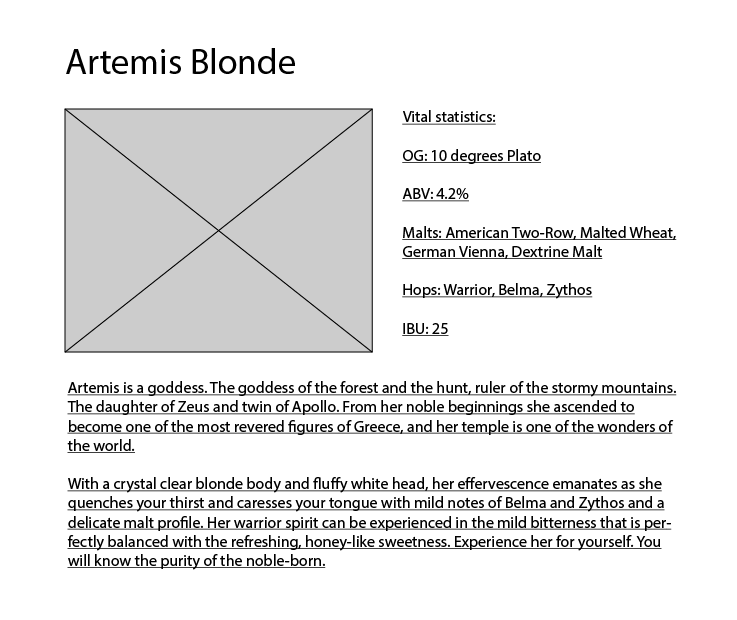 Artemis Blonde
Vital statistics:
OG: 10 degrees Plato
ABV: 4.2%
Malts: American Two-Row, Malted Wheat,
German Vienna, Dextrine Malt
Hops: Warrior, Belma, Zythos
IBU: 25
Artemis is a goddess. The goddess of the forest and the hunt, ruler of the stormy mountains.
The daughter of Zeus and twin of Apollo. From her noble beginnings she ascended to
become one of the most revered figures of Greece, and her temple is one of the wonders of
the world.
With a crystal clear blonde body and fluffy white head, her effervescence emanates as she
quenches your thirst and caresses your tongue with mild notes of Belma and Zythos and a
delicate malt profile. Her warrior spirit can be experienced in the mild bitterness that is per-
fectly balanced with the refreshing, honey-like sweetness. Experience her for yourself. You
will know the purity of the noble-born.